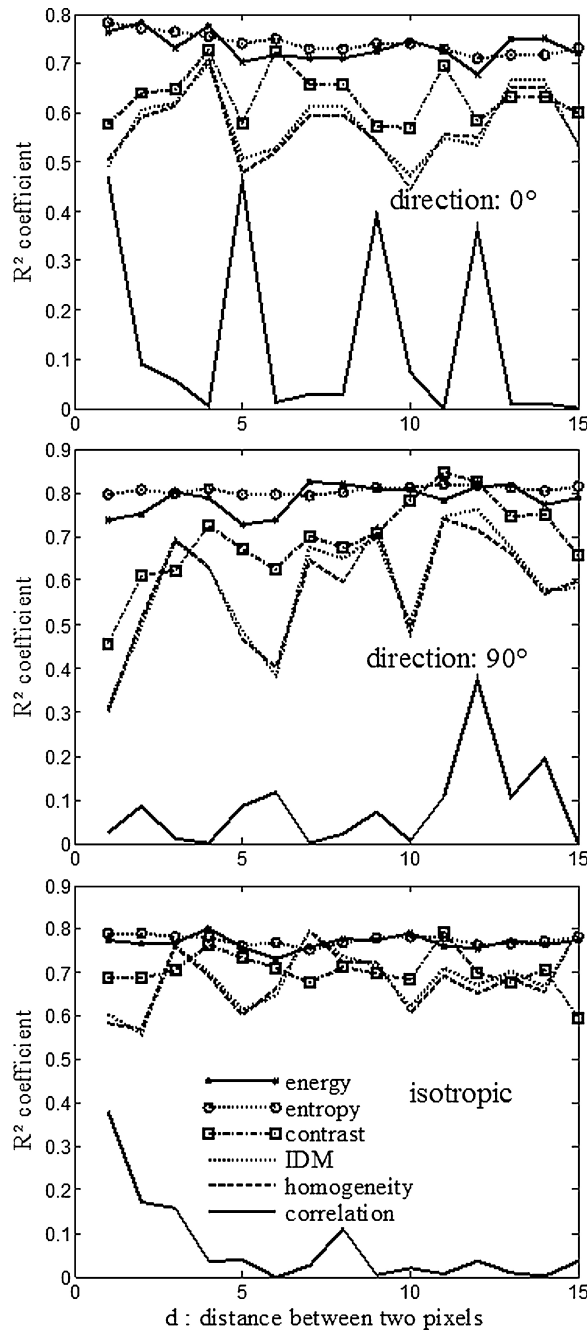 0.8
0.7
0.6
0.5
0.4
0.3
0.2
0.1
0
R² coefficient
direction: 0°
0 5 10 15
0.9
0.8
0.7
0.6
0.5
0.4
0.3
0.2
0.1
0
R² coefficient
direction: 90°
0 5 10 15
0.9
0.8
0.7
0.6
0.5
0.4
0.3
0.2
0.1
0
R² coefficient
isotropic
energy
entropy
contrast
IDM
homogeneity
correlation
0 5 10 15
d : distance between two pixels